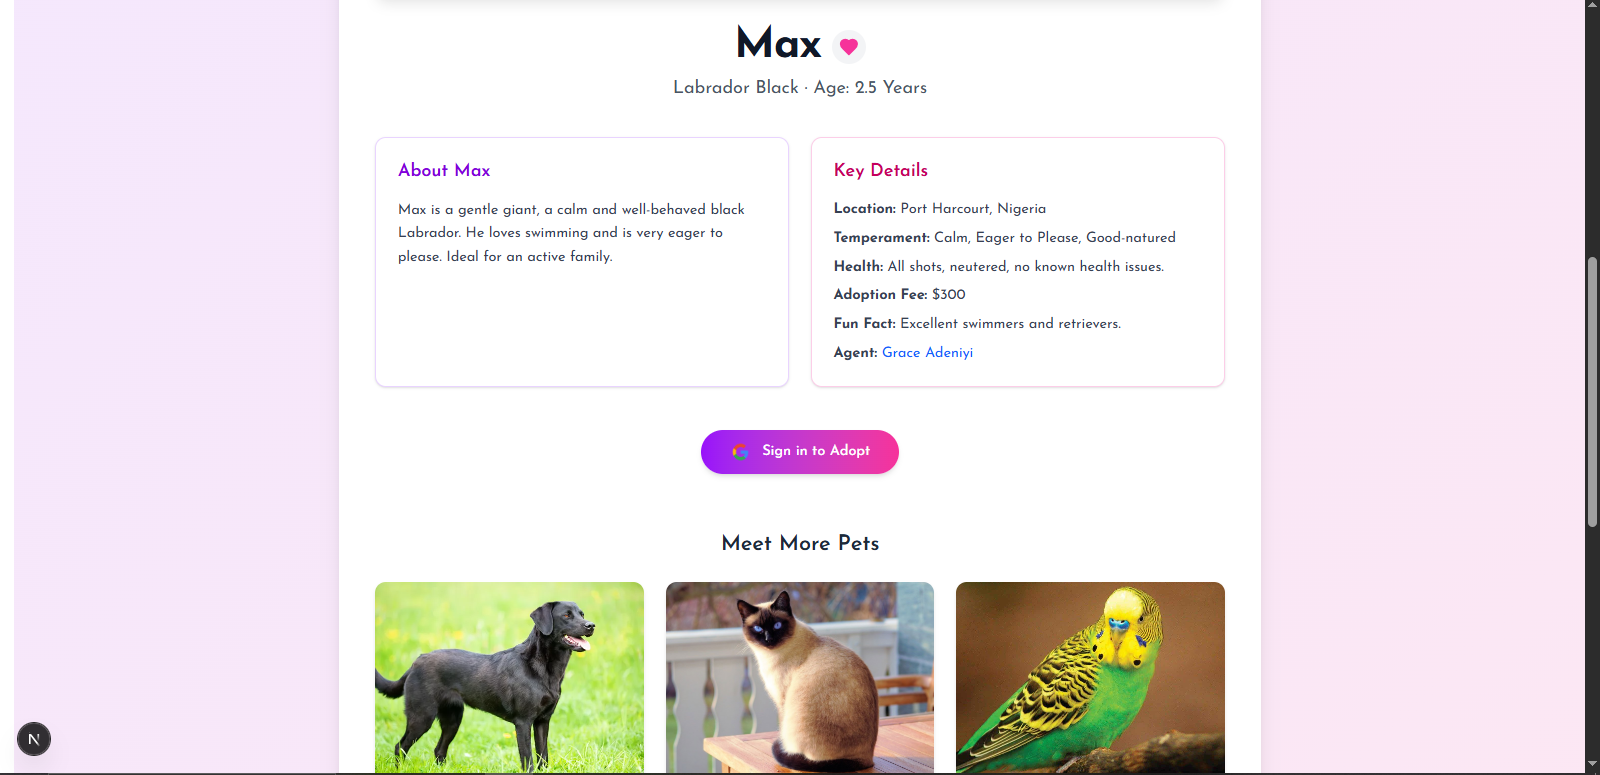 Max
Labrador Black · Age: 2.5 Years
About Max
Max is a gentle giant, a calm and well-behaved black
Labrador. He loves swimming and is very eager to
please. Ideal for an active family.
Key Details
Location: Port Harcourt, Nigeria
Temperament: Calm, Eager to Please, Good-natured
Health: All shots, neutered, no known health issues.
Adoption Fee: $300
Fun Fact: Excellent swimmers and retrievers.
Agent: Grace Adeniyi
Sign in to Adopt
Meet More Pets
N